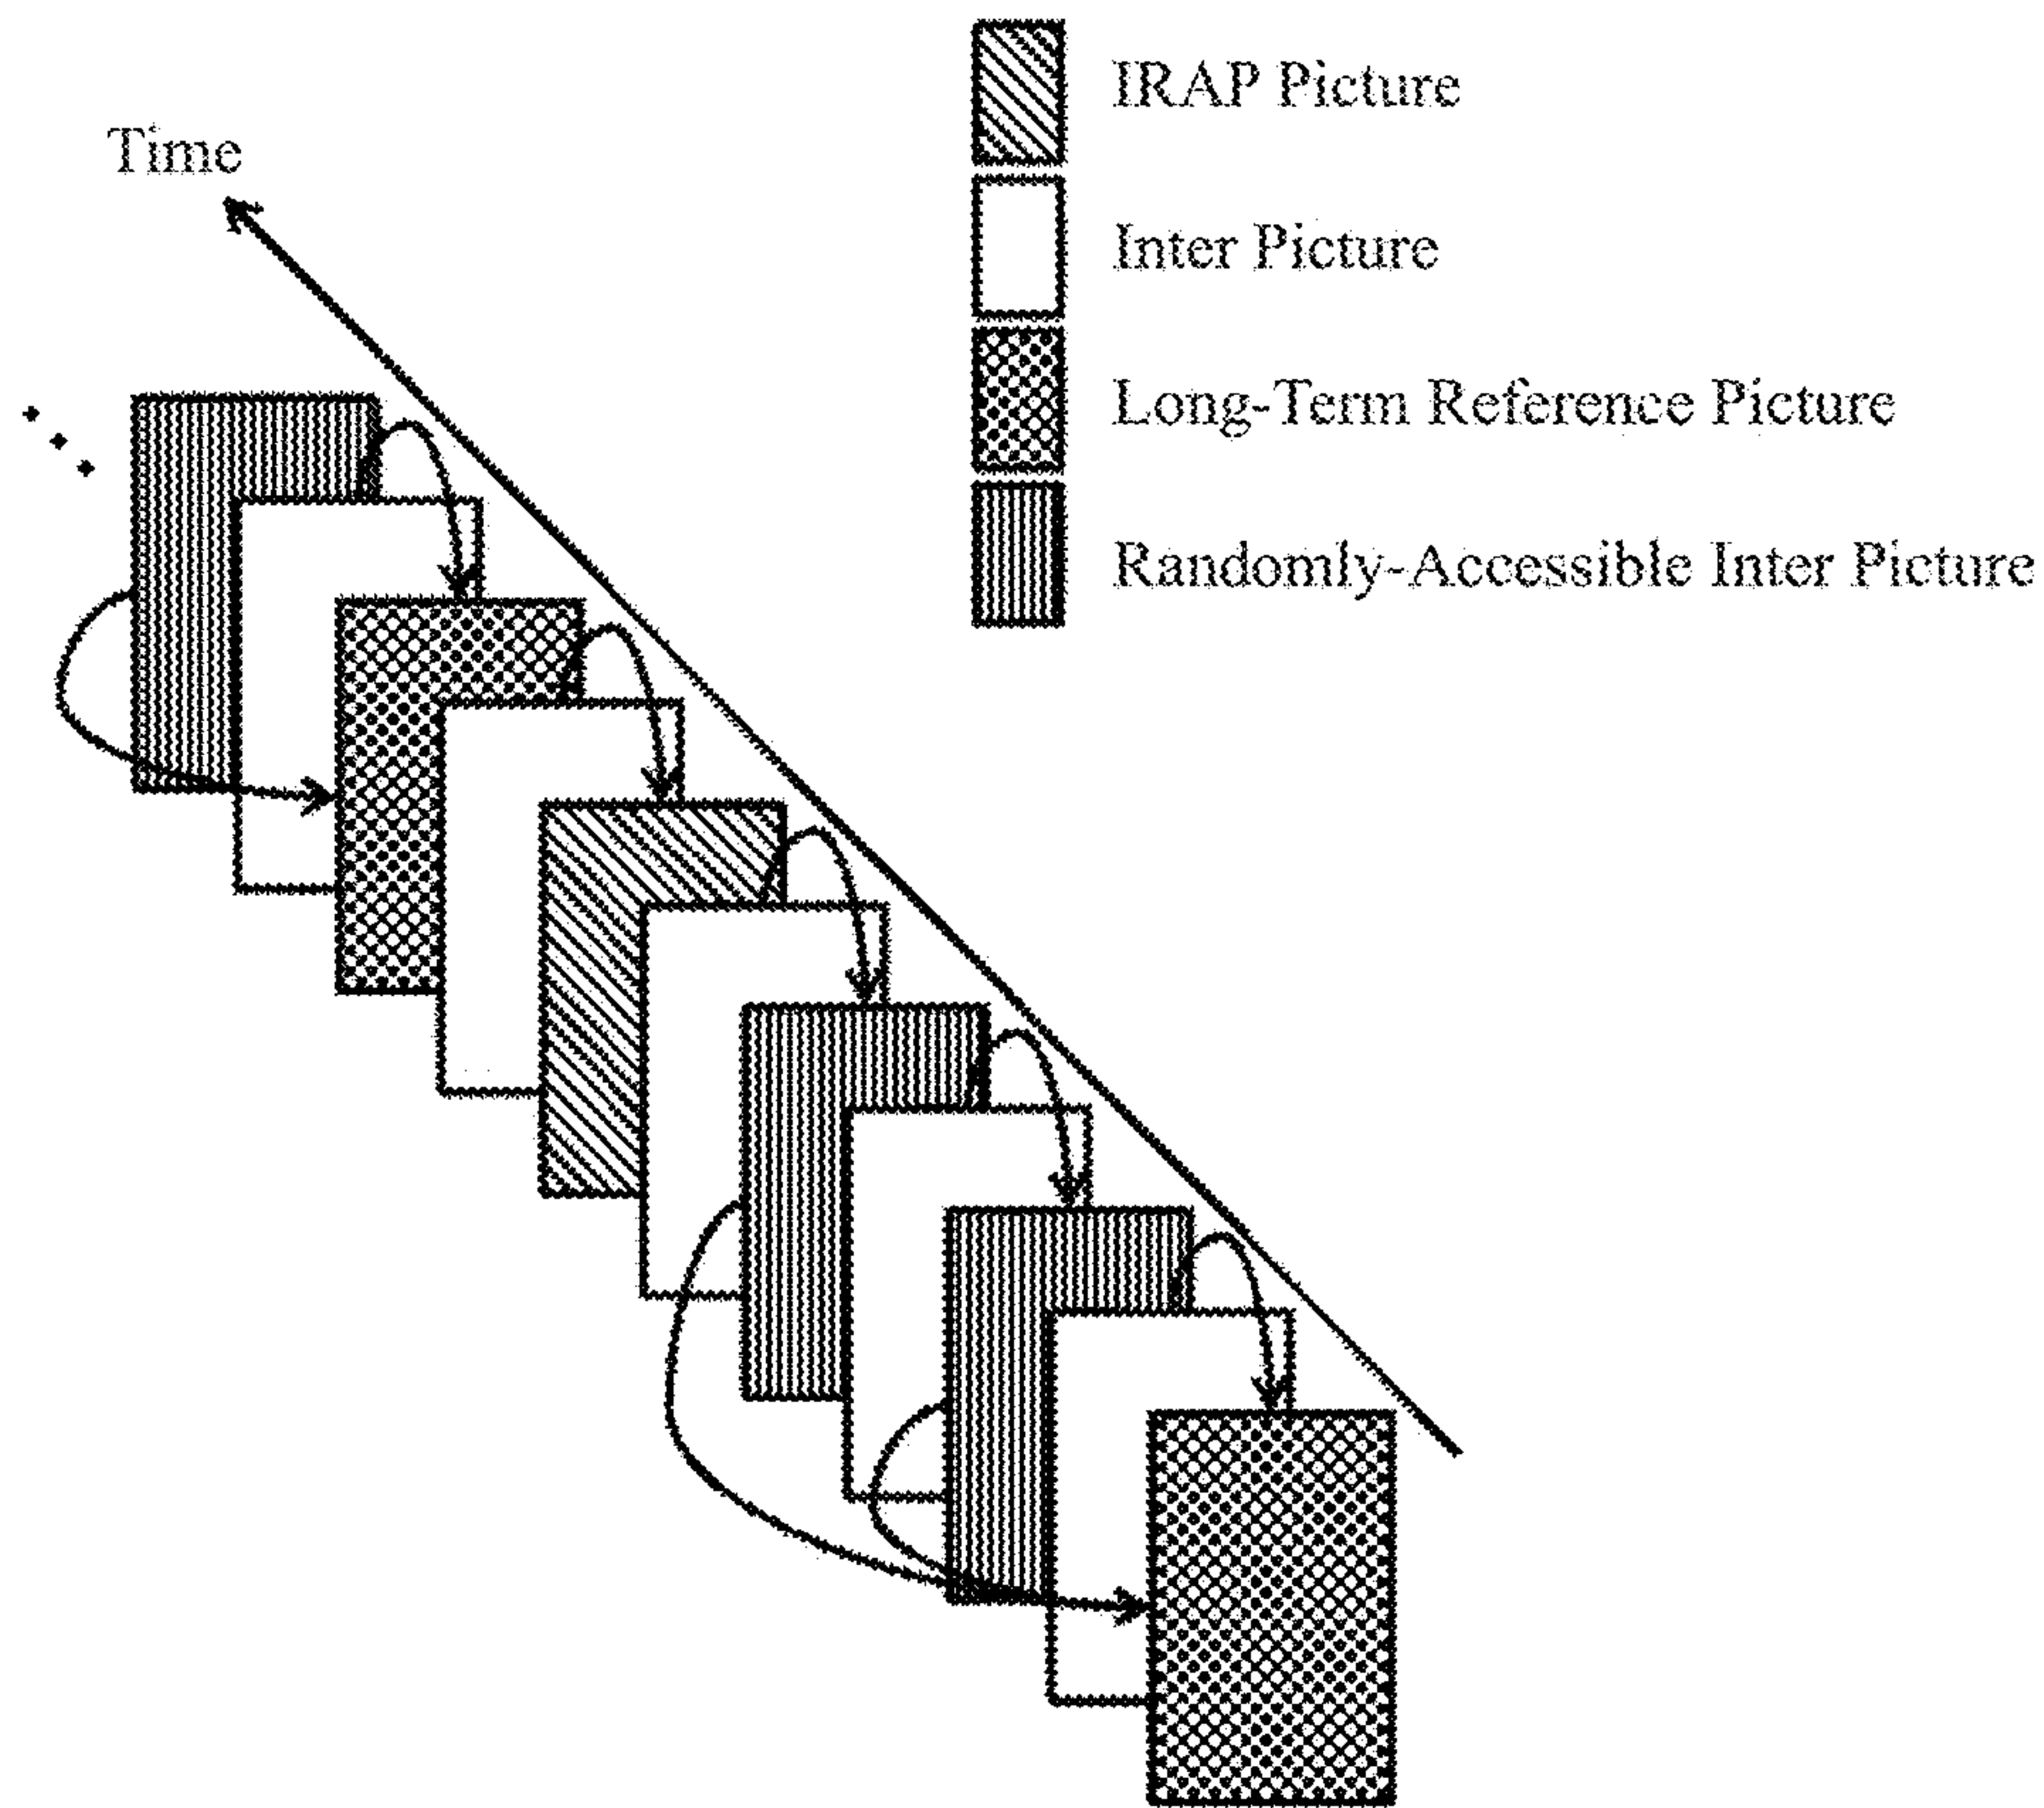 IRAP Picture
Time
Inter Picture
Long-Term Reference Picture
Randomly-Accessible Inter Picture